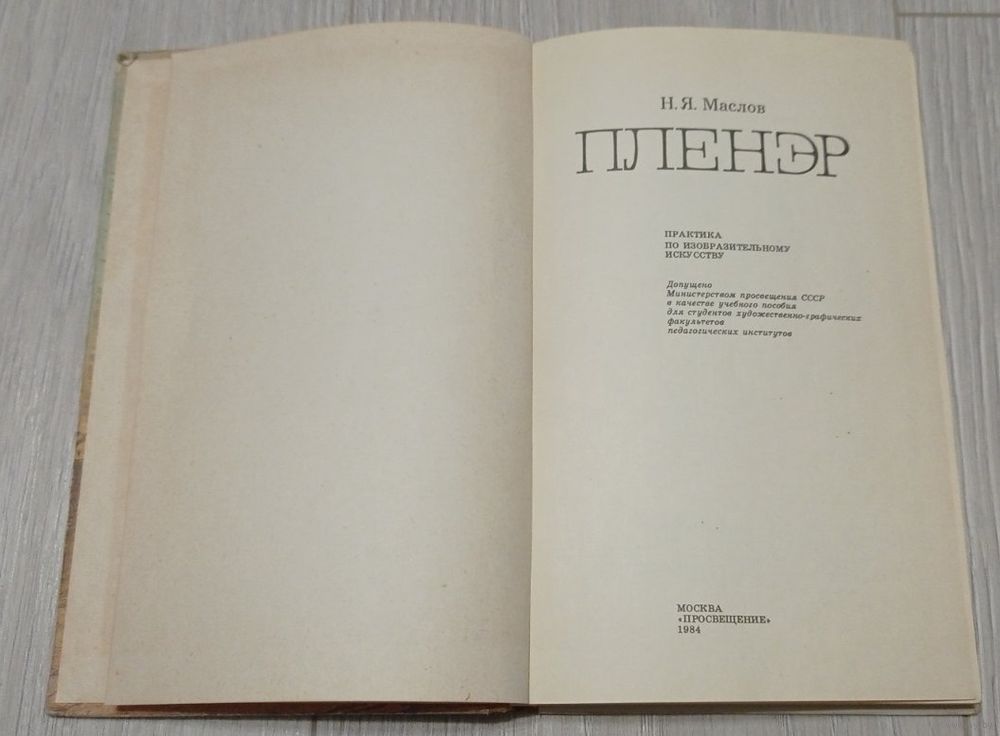 Н. Я. Маслов
ПЛЕНЭР
ПРАКТИКА
ПО ИЗОБРАЗИТЕЛЬНОМУ
ИСКУССТВУ
Допущено
Министерством просвещения СССР
в качестве учебного пособия
для студентов художественно-графических
факультетов
педагогических институтов
МОСКВА
«ПРОСВЕЩЕНИЕ»
1984